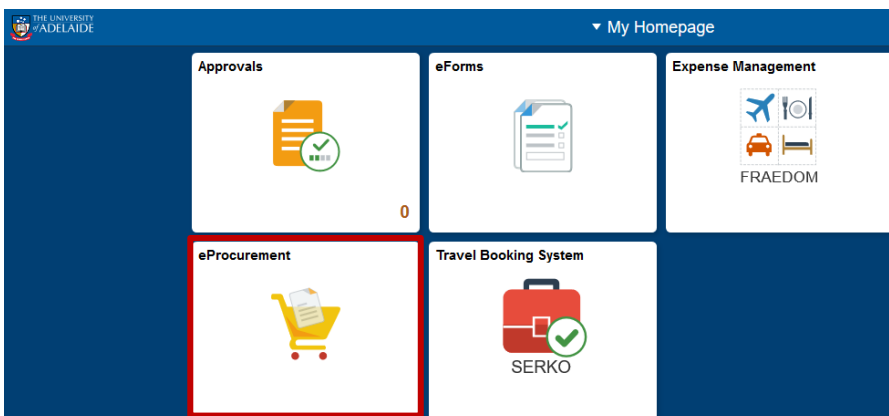 THE UNIVERSITY
of ADELAIDE
My Homepage
Approvals
eForms
Expense Management
FRAEDOM
0
eProcurement
Travel Booking System
SERKO